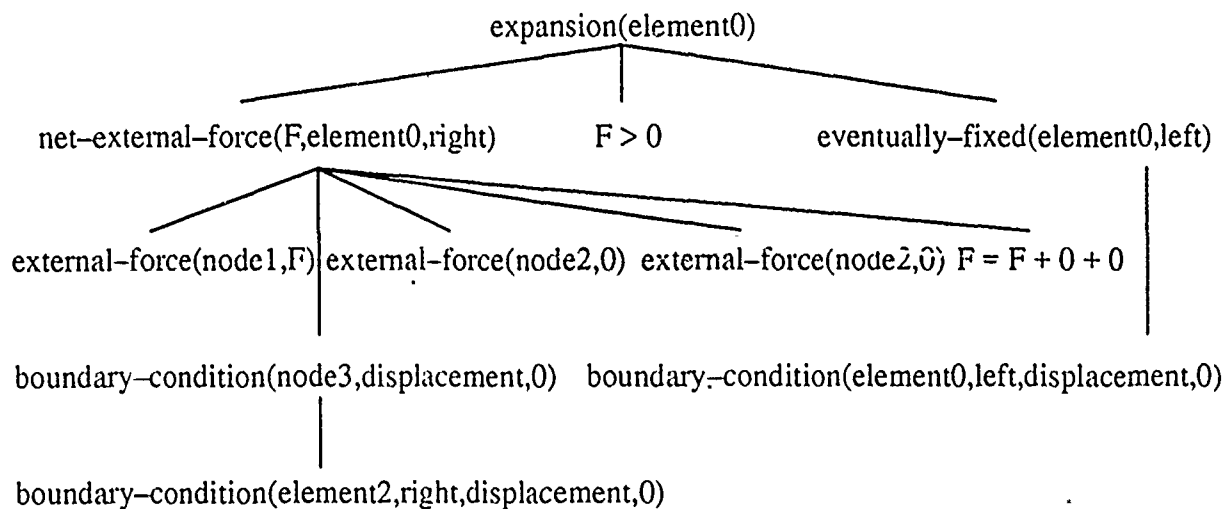 expansion(element0)
net–external–force(F,element0,right) F > 0 eventually–fixed(element0,left)
external–force(node1,F) external–force(node2,0) external–force(node2,0) F = F + 0 + 0
boundary–condition(node3,displacement,0) boundary–condition(element0,left,displacement,0)
boundary–condition(element2,right,displacement,0)